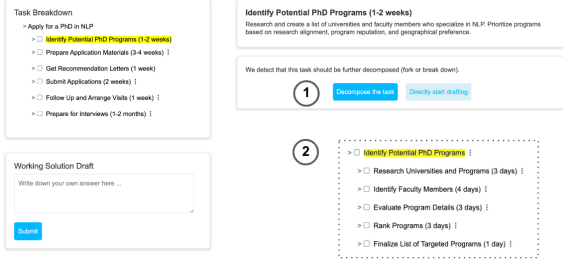 Task Breakdown
> Apply for a PhD in NLP
> Identify Potential PhD Programs (1-2 weeks)
> Prepare Application Materials (3-4 weeks) ⋮
> Get Recommendation Letters (1 week)
> Submit Applications (2 weeks) ⋮
> Follow Up and Arrange Visits (1 week) ⋮
> Prepare for Interviews (1-2 months) ⋮
Working Solution Draft
Write down your own answer here ...
Submit
Identify Potential PhD Programs (1-2 weeks)
Research and create a list of universities and faculty members who specialize in NLP. Prioritize programs
based on research alignment, program reputation, and geographical preference.
We detect that this task should be further decomposed (fork or break down).
1
Decompose the task
Directly start drafting
2
> Identify Potential PhD Programs ⋮
> Research Universities and Programs (3 days) ⋮
> Identify Faculty Members (4 days) ⋮
> Evaluate Program Details (3 days) ⋮
> Rank Programs (3 days) ⋮
> Finalize List of Targeted Programs (1 day) ⋮